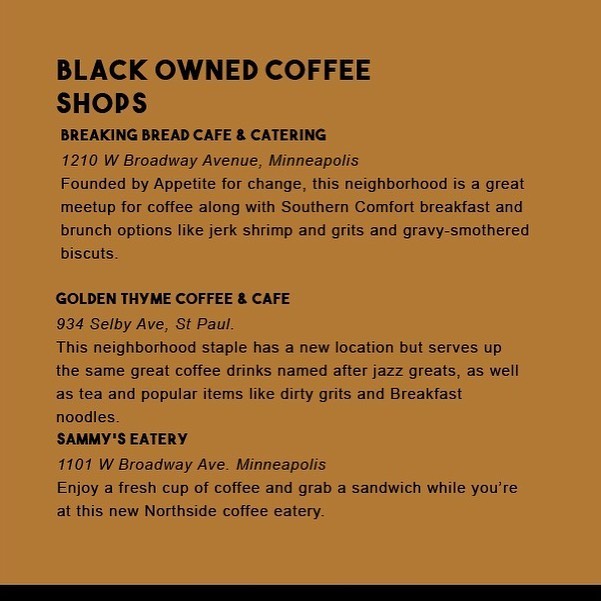 BLACK OWNED COFFEE
SHOPS
BREAKING BREAD CAFE & CATERING
1210 W Broadway Avenue, Minneapolis
Founded by Appetite for change, this neighborhood is a great
meetup for coffee along with Southern Comfort breakfast and
brunch options like jerk shrimp and grits and gravy-smothered
biscuts.
GOLDEN THYME COFFEE & CAFE
934 Selby Ave, St Paul.
This neighborhood staple has a new location but serves up
the same great coffee drinks named after jazz greats, as well
as tea and popular items like dirty grits and Breakfast
noodles.
SAMMY'S EATERY
1101 W Broadway Ave. Minneapolis
Enjoy a fresh cup of coffee and grab a sandwich while you're
at this new Northside coffee eatery.